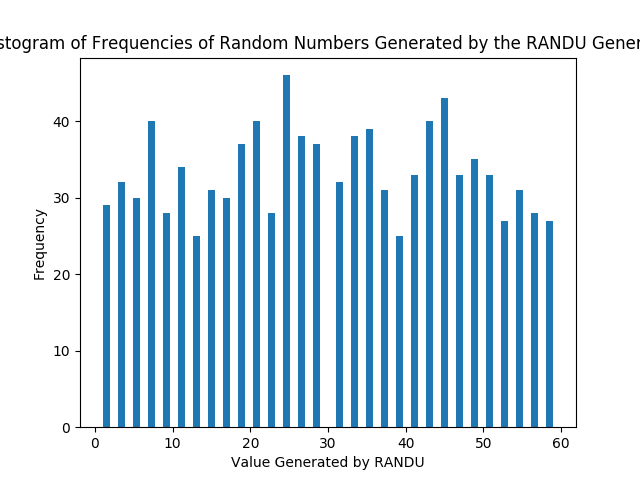 stogram of Frequencies of Random Numbers Generated by the RANDU Gener
Frequency
40
30
20
10
0
0 10 20 30 40 50 60
Value Generated by RANDU